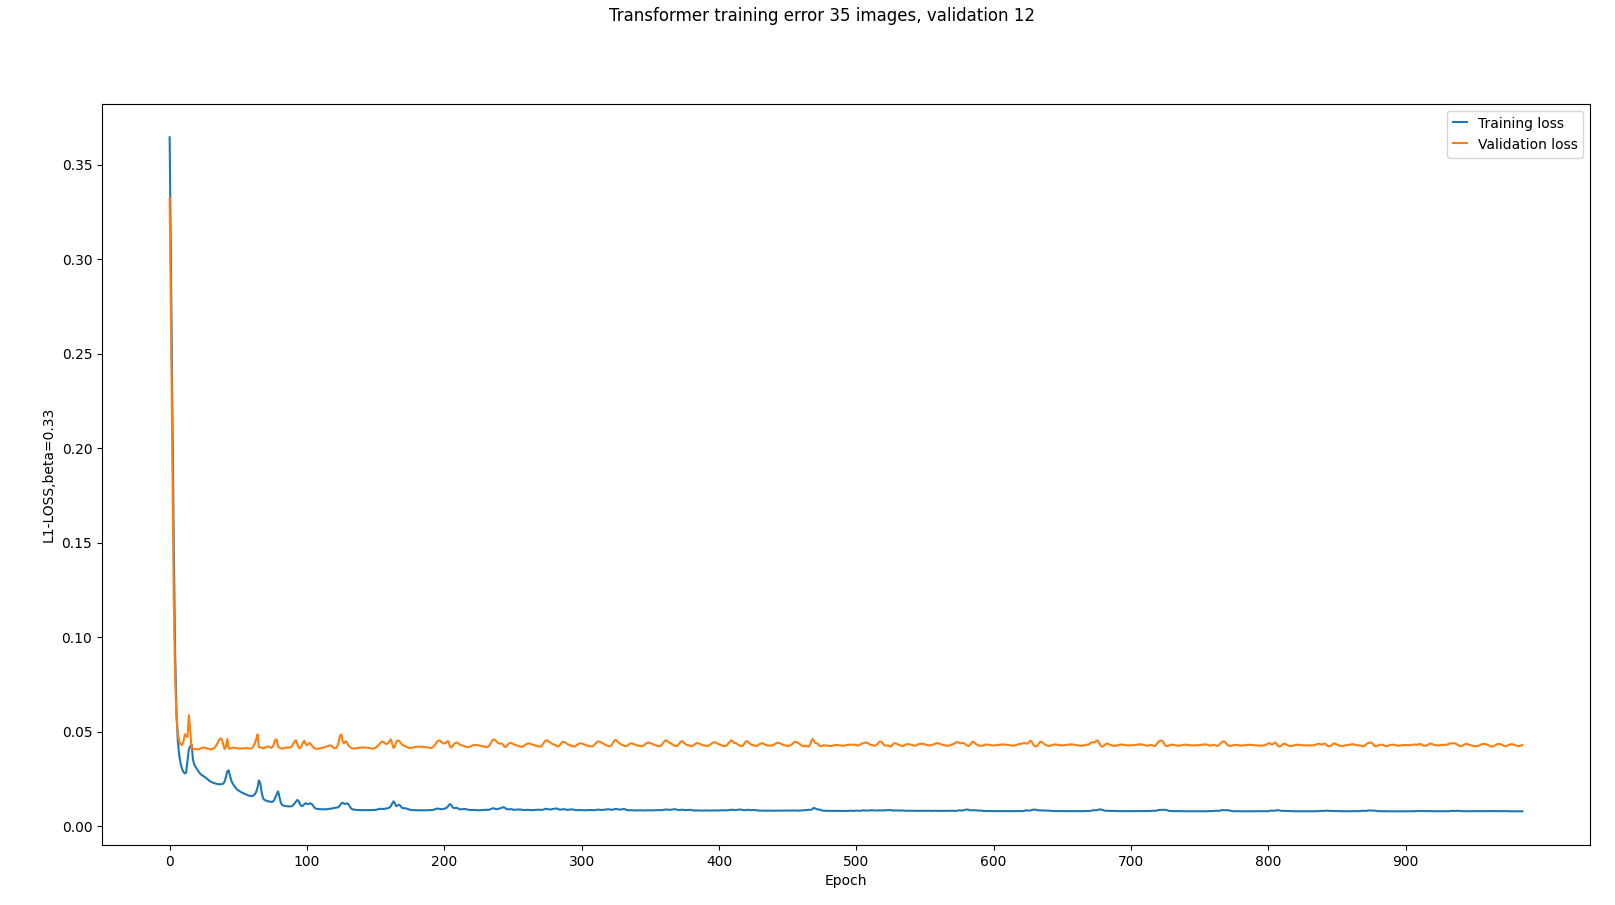 Transformer training error 35 images, validation 12
Training loss
Validation loss
0.35
0.30
0.25
0.20
0.15
0.10
0.05
0.00
L1-LOSS,beta=0.33
0 100 200 300 400 500 600 700 800 900
Epoch